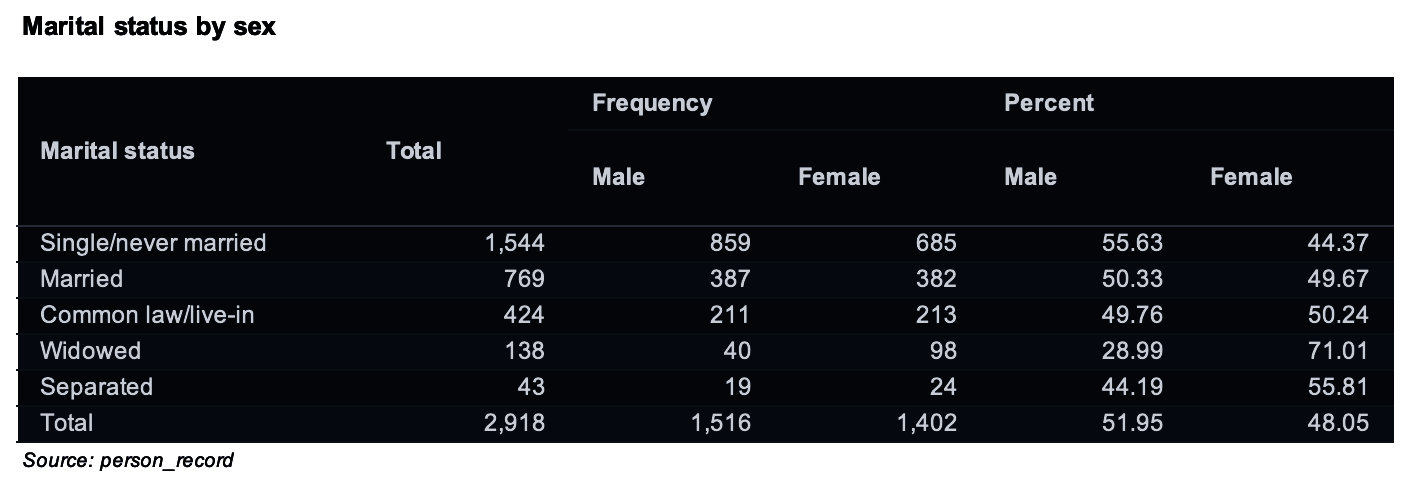 Marital status by sex
Frequency Percent
Marital status Total
Male Female Male Female
Single/never married 1,544 859 685 55.63 44.37
Married 769 387 382 50.33 49.67
Common law/live-in 424 211 213 49.76 50.24
Widowed 138 40 98 28.99 71.01
Separated 43 19 24 44.19 55.81
Total 2,918 1,516 1,402 51.95 48.05
Source: person_record